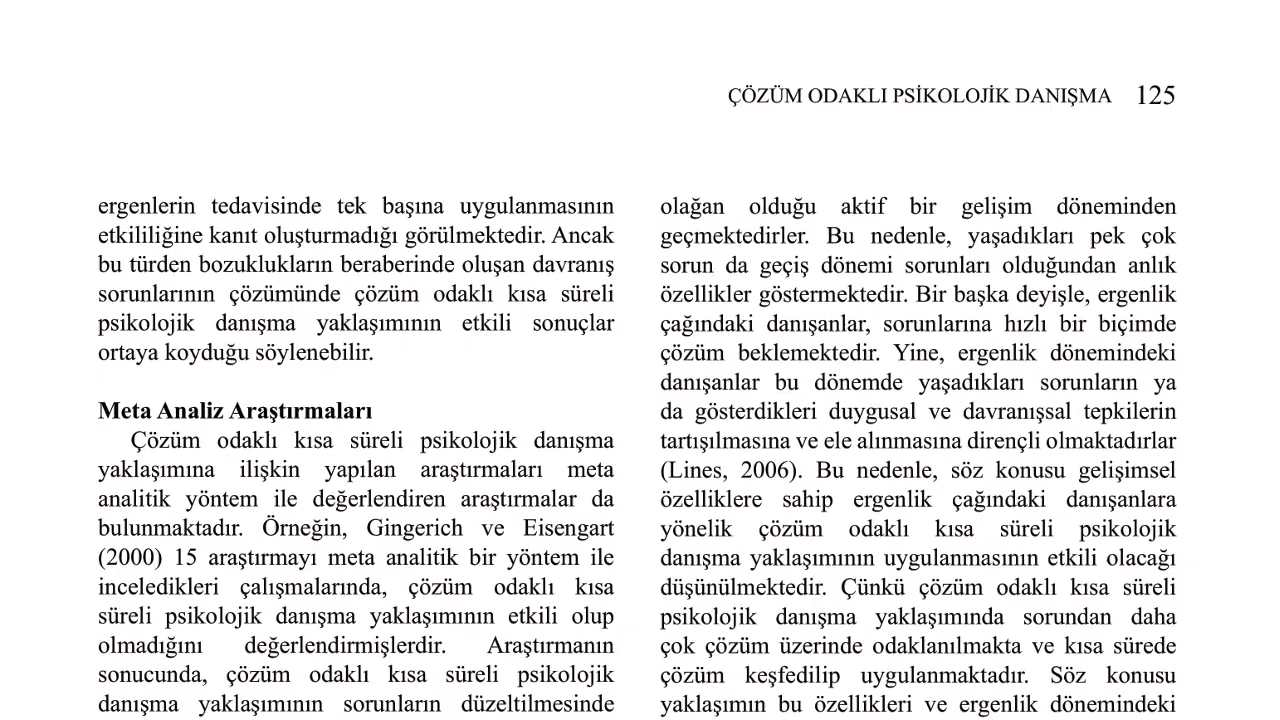 ÇÖZÜM ODAKLI PSİKOLOJİK DANIŞMA 125
ergenlerin tedavisinde tek başına uygulanmasının
etkililiğine kanıt oluşturmadığı görülmektedir. Ancak
bu türden bozuklukların beraberinde oluşan davranış
sorunlarının çözümünde çözüm odaklı kısa süreli
psikolojik danışma yaklaşımının etkili sonuçlar
ortaya koyduğu söylenebilir.
Meta Analiz Araştırmaları
Çözüm odaklı kısa süreli psikolojik danışma
yaklaşımına ilişkin yapılan araştırmaları meta
analitik yöntem ile değerlendiren araştırmalar da
bulunmaktadır. Örneğin, Gingerich ve Eisengart
(2000) 15 araştırmayı meta analitik bir yöntem ile
inceledikleri çalışmalarında, çözüm odaklı kısa
süreli psikolojik danışma yaklaşımının etkili olup
olmadığını değerlendirmişlerdir. Araştırmanın
sonucunda, çözüm odaklı kısa süreli psikolojik
danışma yaklaşımının sorunların düzeltilmesinde
olağan olduğu aktif bir gelişim döneminden
geçmektedirler. Bu nedenle, yaşadıkları pek çok
sorun da geçiş dönemi sorunları olduğundan anlık
özellikler göstermektedir. Bir başka deyişle, ergenlik
çağındaki danışanlar, sorunlarına hızlı bir biçimde
çözüm beklemektedir. Yine, ergenlik dönemindeki
danışanlar bu dönemde yaşadıkları sorunların ya
da gösterdikleri duygusal ve davranışsal tepkilerin
tartışılmasına ve ele alınmasına dirençli olmaktadırlar
(Lines, 2006). Bu nedenle, söz konusu gelişimsel
özelliklere sahip ergenlik çağındaki danışanlara
yönelik çözüm odaklı kısa süreli psikolojik
danışma yaklaşımının uygulanmasının etkili olacağı
düşünülmektedir. Çünkü çözüm odaklı kısa süreli
psikolojik danışma yaklaşımında sorundan daha
çok çözüm üzerinde odaklanılmakta ve kısa sürede
çözüm keşfedilip uygulanmaktadır. Söz konusu
yaklaşımın bu özellikleri ve ergenlik dönemindeki